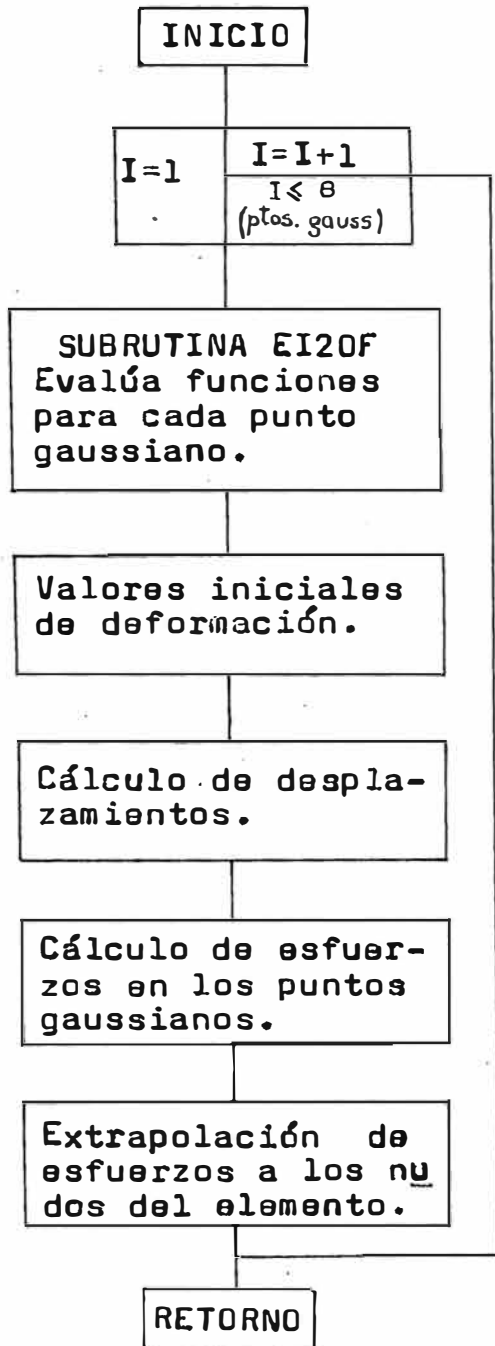 INICIO
I=1
I=I+1
I≤8
(ptos. gauss)
SUBRUTINA EI20F
Evalúa funciones
para cada punto
gaussiano.
Valores iniciales
de deformación.
Cálculo de despla-
zamientos.
Cálculo de esfuer-
zos en los puntos
gaussianos.
Extrapolación de
esfuerzos a los nu
dos del elemento.
RETORNO